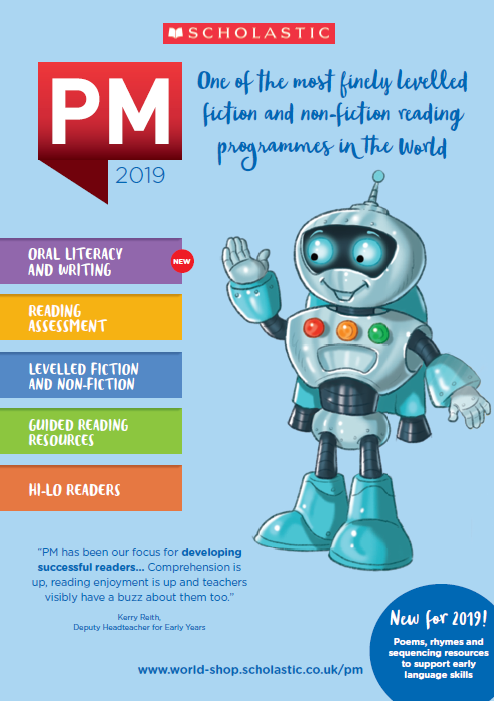 SCHOLASTIC
PM
2019
One of the most finely levelled
fiction and non-fiction reading
programmes in the World
ORAL LITERACY
AND WRITING
NEW
READING
ASSESSMENT
LEVELLED FICTION
AND NON-FICTION
GUIDED READING
RESOURCES
HI-LO READERS
“PM has been our focus for developing
successful readers... Comprehension is
up, reading enjoyment is up and teachers
visibly have a buzz about them too.”
Kerry Reith,
Deputy Headteacher for Early Years
www.world-shop.scholastic.co.uk/pm
New for 2019!
Poems, rhymes and
sequencing resources
to support early
language skills